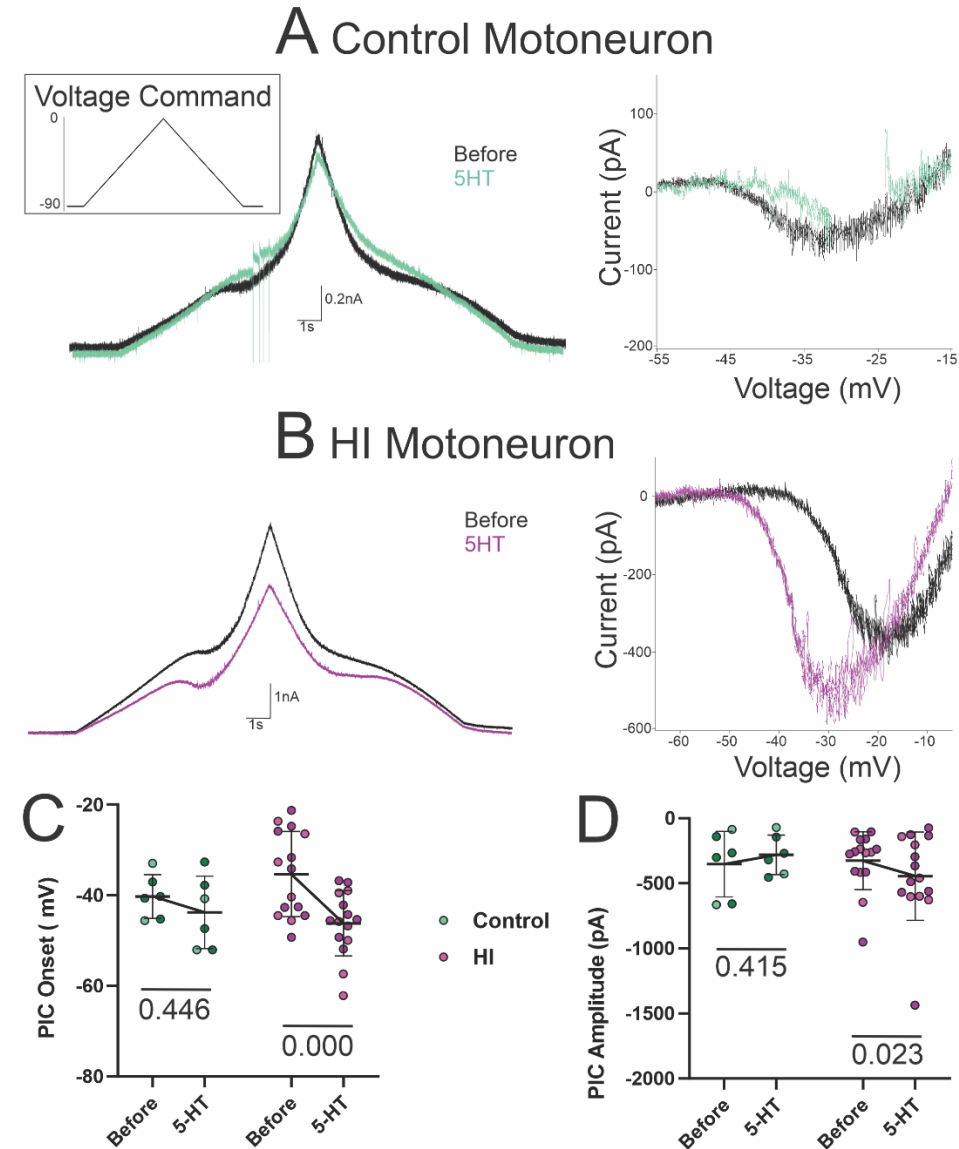 A Control Motoneuron
Voltage Command
0
-90
Before
5HT
0.2nA
1s
Current (pA)
100
0
-100
-200
-55
-45
-35
-25
-15
Voltage (mV)
B HI Motoneuron
Before
5HT
1nA
1s
Current (pA)
0
-200
-400
-600
-60
-50
-40
-30
-20
-10
Voltage (mV)
C
PIC Onset ( mV)
-20
-40
-60
-80
0.446
0.000
Before
5-HT
Before
5-HT
Control
HI
D
PIC Amplitude (pA)
0
-500
-1000
-1500
-2000
0.415
0.023
Before
5-HT
Before
5-HT